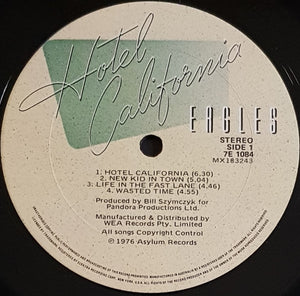 Hotel
California
EAGLES
STEREO
SIDE 1
7E 1084
MX183243
1. HOTEL CALIFORNIA (6.30)
2. NEW KID IN TOWN (5.04)
3. LIFE IN THE FAST LANE (4.46)
4. WASTED TIME (4.55)
Produced by Bill Szymczyk for
Pandora Productions Ltd.
Manufactured & Distributed by
WEA Records Pty. Limited
All songs Copyright Control
℗ 1976 Asylum Records